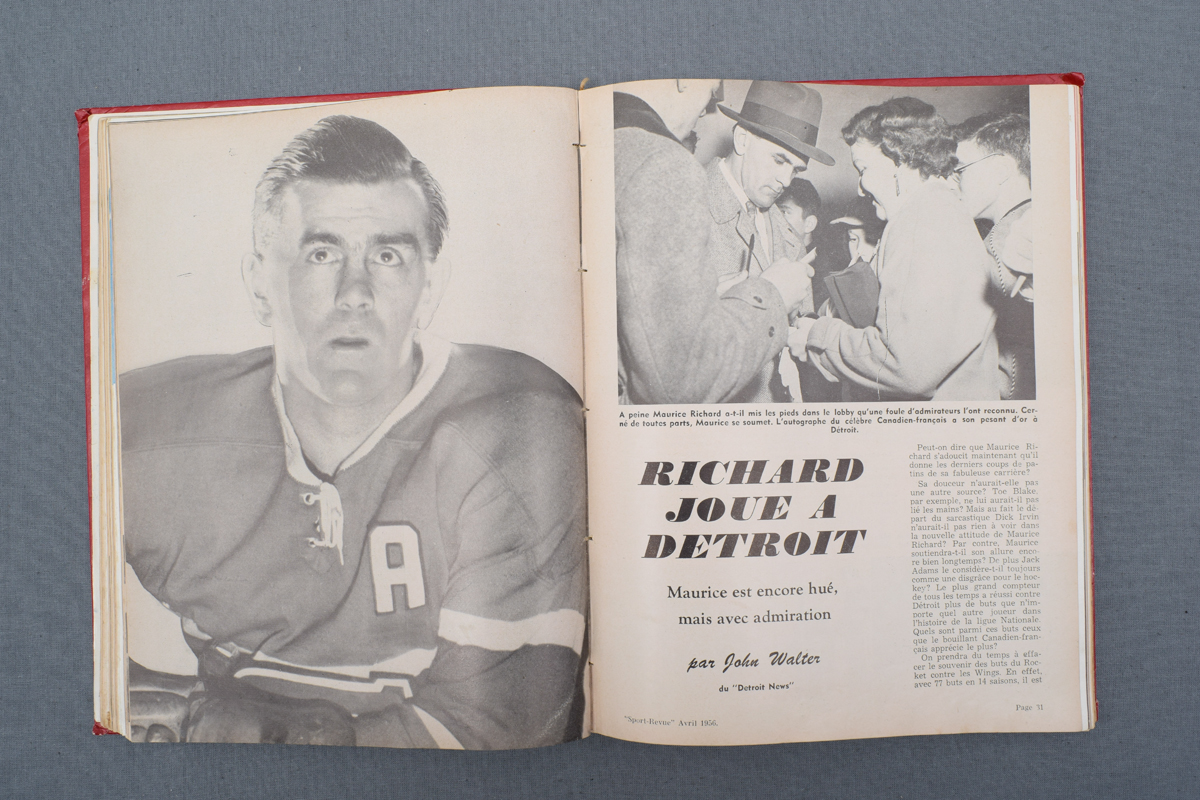 A
A peine Maurice Richard a-t-il mis les pieds dans le lobby qu'une foule d'admirateurs l'ont reconnu. Cer-
né de toutes parts, Maurice se soumet. L'autographe du célèbre Canadien-français a son pesant d'or à
Détroit.
RICHARD
JOUE A
DETROIT
Maurice est encore hué,
mais avec admiration
par John Walter
du "Detroit News"
Peut-on dire que Maurice Ri-
chard s'adoucit maintenant qu'il
donne les derniers coups de pa-
tins de sa fabuleuse carrière?
Sa douceur n'aurait-elle pas
une autre source? Toe Blake,
par exemple, ne lui aurait-il pas
lié les mains? Mais au fait le dé-
part du sarcastique Dick Irvin
n'aurait-il pas rien à voir dans
la nouvelle attitude de Maurice
Richard? Par contre, Maurice
soutiendra-t-il son allure enco-
re bien longtemps? De plus Jack
Adams le considère-t-il toujours
comme une disgrâce pour le hoc-
key? Le plus grand compteur
de tous les temps a réussi contre
Détroit plus de buts que n'im-
porte quel autre joueur dans
l'histoire de la ligue Nationale.
Quels sont parmi ces buts ceux
que le bouillant Canadien-fran-
çais apprécie le plus?
On prendra du temps à effa-
cer le souvenir des buts du Roc-
ket contre les Wings. En effet,
avec 77 buts en 14 saisons, il est
"Sport-Revue" Avril 1956.
Page 31